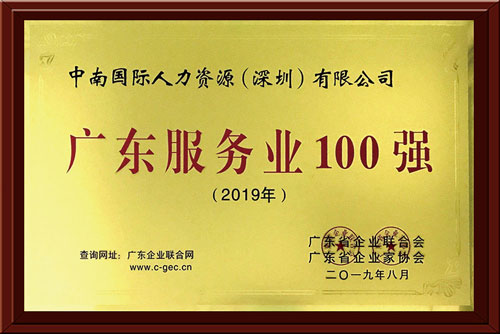 中南国际人力资源（深圳）有限公司
广东服务业100强
（2019年）
查询网址：广东企业联合网
www.c-gec.cn
广东省企业联合会
广东省企业家协会
二〇一九年八月